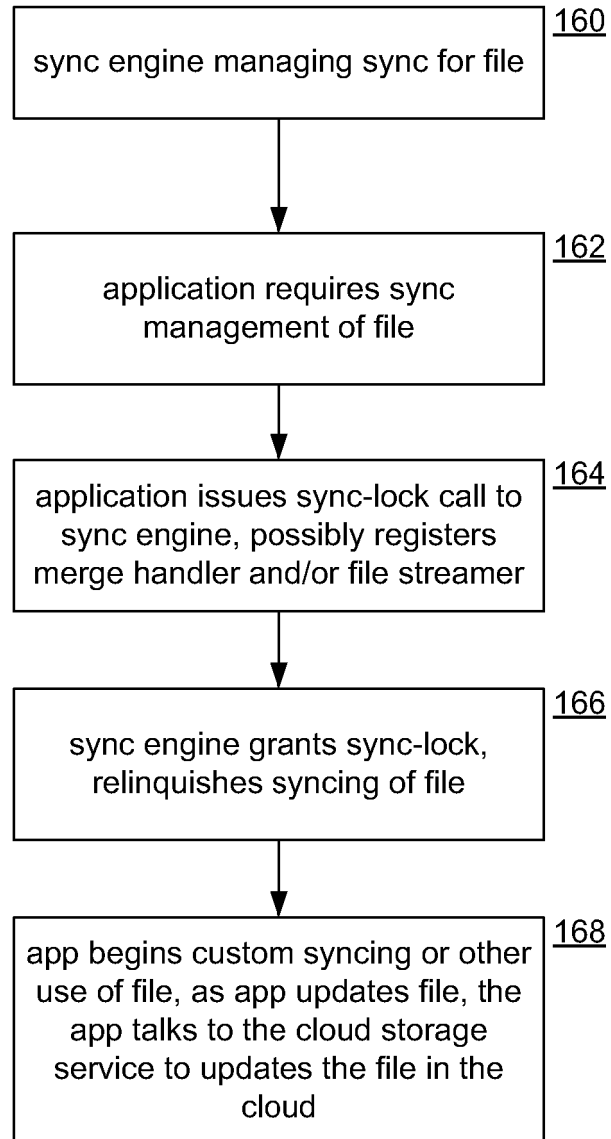 160
sync engine managing sync for file
162
application requires sync
management of file
164
application issues sync-lock call to
sync engine, possibly registers
merge handler and/or file streamer
166
sync engine grants sync-lock,
relinquishes syncing of file
168
app begins custom syncing or other
use of file, as app updates file, the
app talks to the cloud storage
service to updates the file in the
cloud